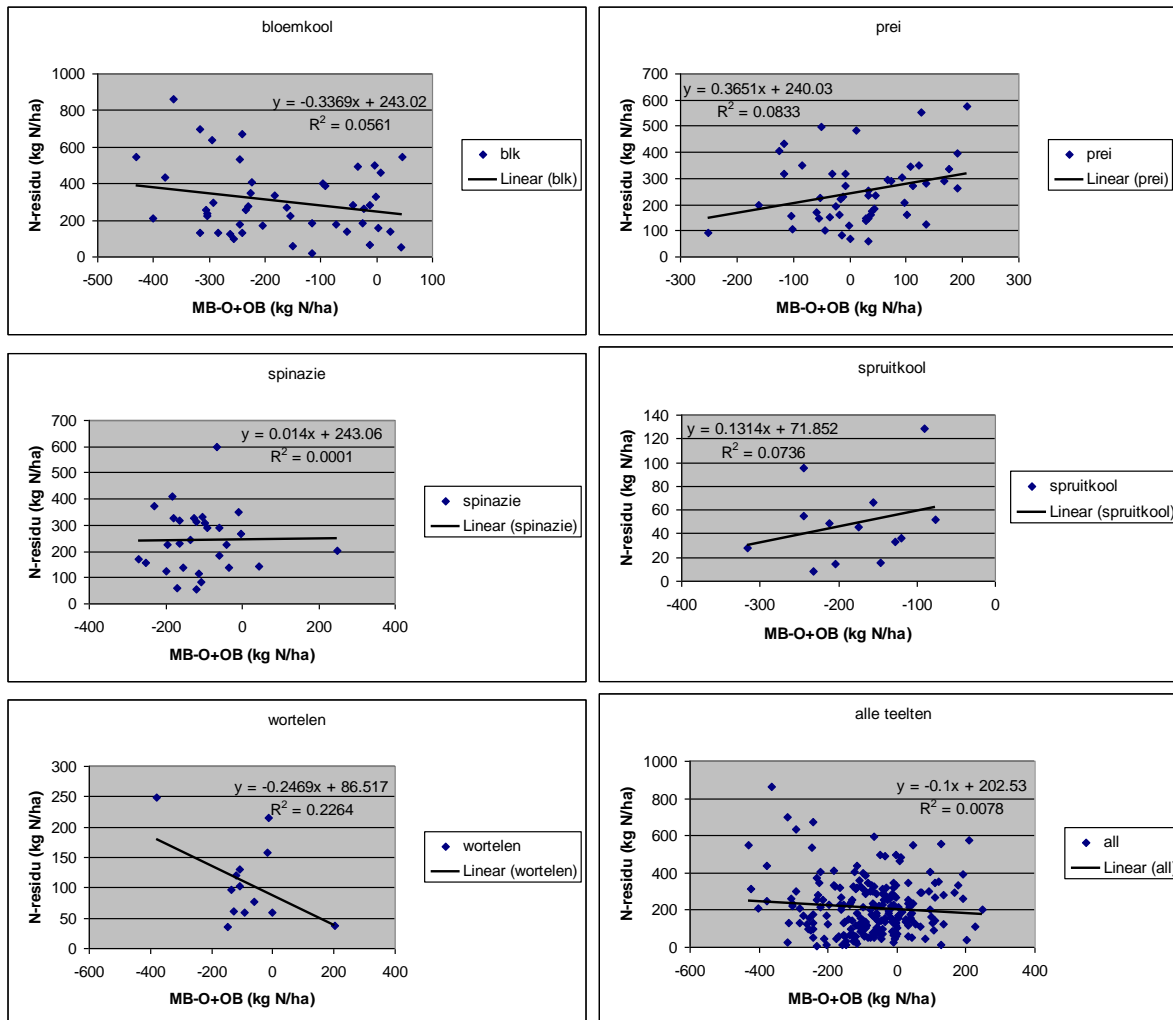 bloemkool
1000
800
600
400
200
0
-500 -400 -300 -200 -100 0 100
MB-O+OB (kg N/ha)
N-residu (kg N/ha)
y = -0.3369x + 243.02
R² = 0.0561
blk
Linear (blk)
prei
700
600
500
400
300
200
100
0
-300 -200 -100 0 100 200 300
MB-O+OB (kg N/ha)
N-residu (kg N/ha)
y = 0.3651x + 240.03
R² = 0.0833
prei
Linear (prei)
spinazie
700
600
500
400
300
200
100
0
-400 -200 0 200 400
MB-O+OB (kg N/ha)
N-residu (kg N/ha)
y = 0.014x + 243.06
R² = 0.0001
spinazie
Linear (spinazie)
spruitkool
140
120
100
80
60
40
20
0
-400 -300 -200 -100 0
MB-O+OB (kg N/ha)
N-residu (kg N/ha)
y = 0.1314x + 71.852
R² = 0.0736
spruitkool
Linear (spruitkool)
wortelen
300
250
200
150
100
50
0
-600 -400 -200 0 200 400
MB-O+OB (kg N/ha)
N-residu (kg N/ha)
y = -0.2469x + 86.517
R² = 0.2264
wortelen
Linear (wortelen)
alle teelten
1000
800
600
400
200
0
-600 -400 -200 0 200 400
MB-O+OB (kg N/ha)
N-residu (kg N/ha)
y = -0.1x + 202.53
R² = 0.0078
all
Linear (all)